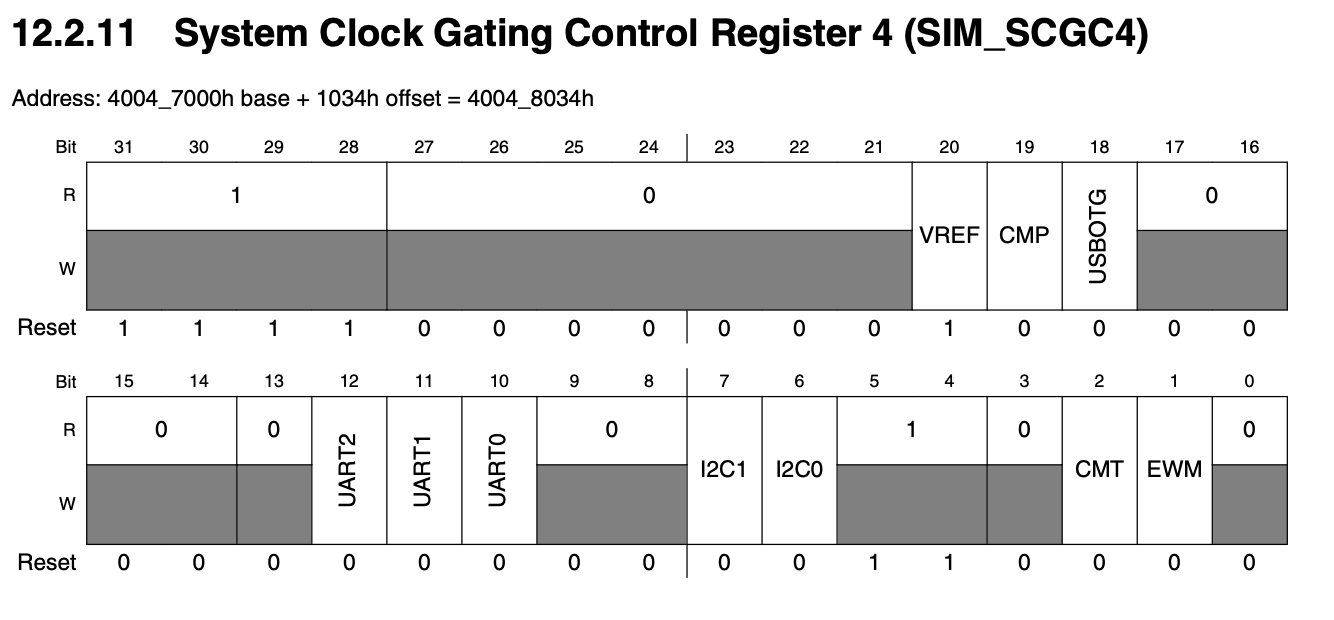 12.2.11 System Clock Gating Control Register 4 (SIM_SCGC4)
Address: 4004_7000h base + 1034h offset = 4004_8034h
Bit 31 30 29 28 27 26 25 24 23 22 21 20 19 18 17 16
R 1 0 VREF CMP USBOTG 0
W
Reset 1 1 1 1 0 0 0 0 0 0 0 1 0 0 0 0
Bit 15 14 13 12 11 10 9 8 7 6 5 4 3 2 1 0
R 0 0 UART2 UART1 UART0 0 I2C1 I2C0 1 0 CMT EWM 0
W
Reset 0 0 0 0 0 0 0 0 0 0 1 1 0 0 0 0